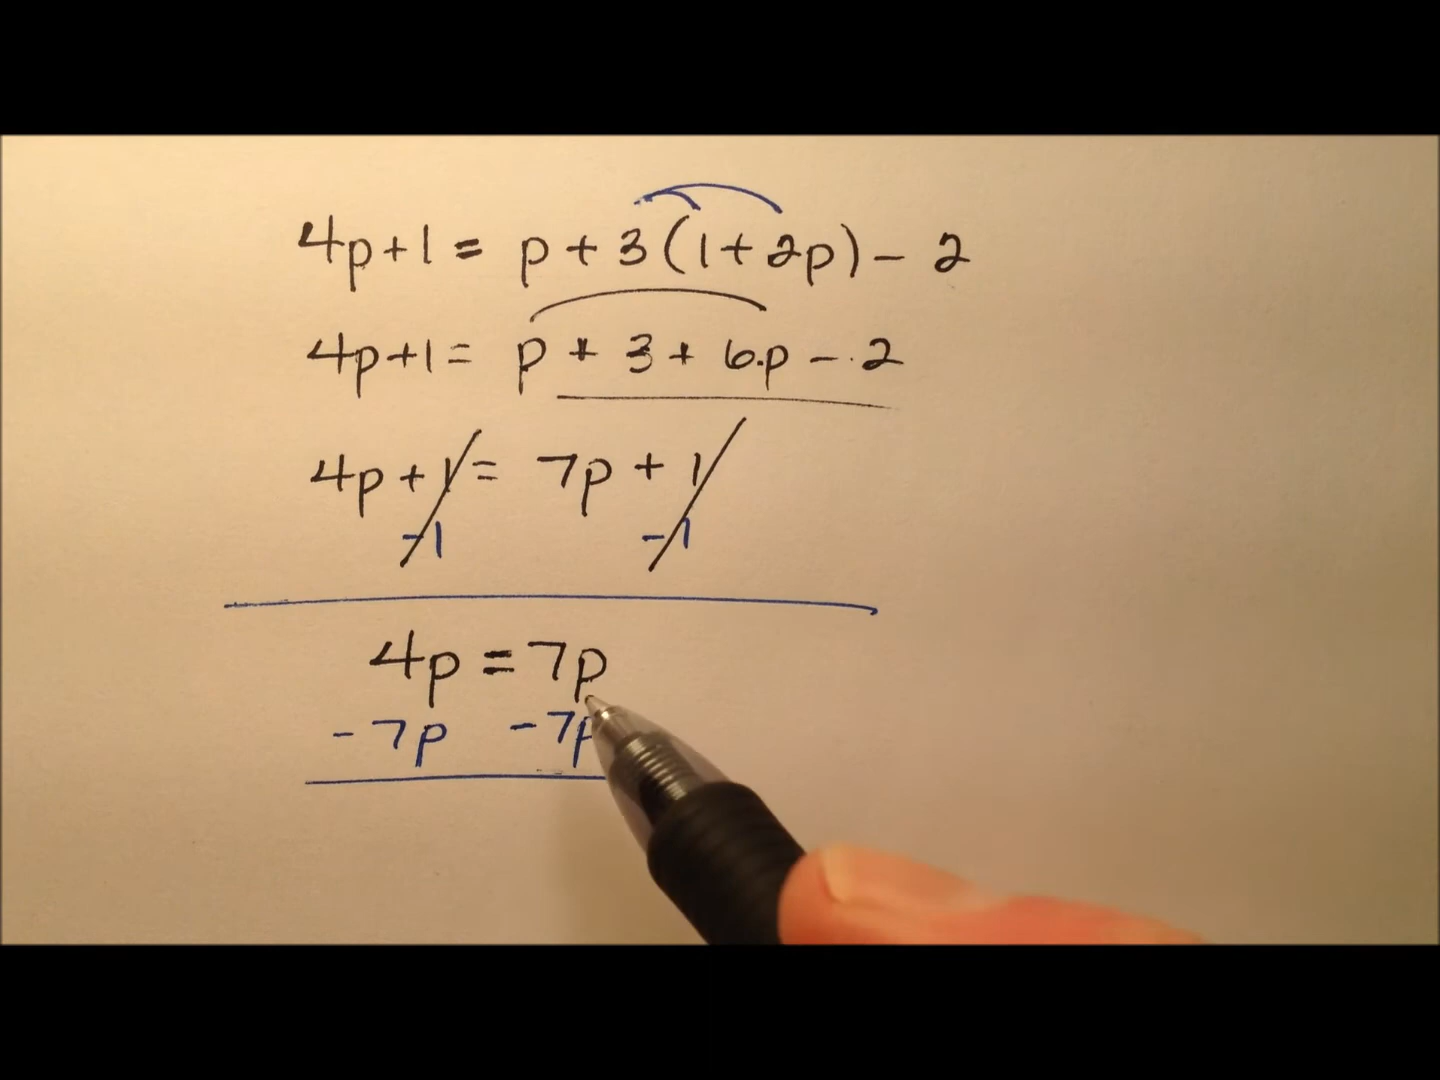 4p+1 = p + 3(1+2p) - 2
4p+1 = p + 3 + 6p - 2
4p + 1 = 7p + 1
-1 -1
4p = 7p
-7p -7p